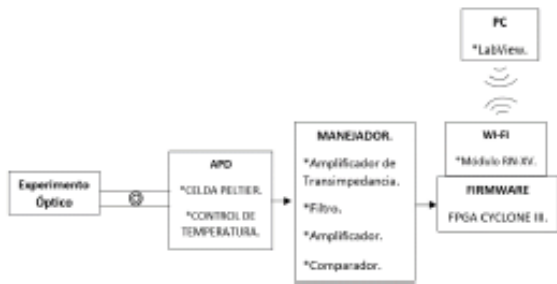 PC
*LabView.
WI-FI
*Módulo RN-XV.
FIRMWARE
FPGA CYCLONE III.
MANEJADOR.
*Amplificador de
Transimpedancia.
*Filtro.
*Amplificador.
*Comparador.
APD
*CELDA PELTIER.
*CONTROL DE
TEMPERATURA.
Experimento
Óptico